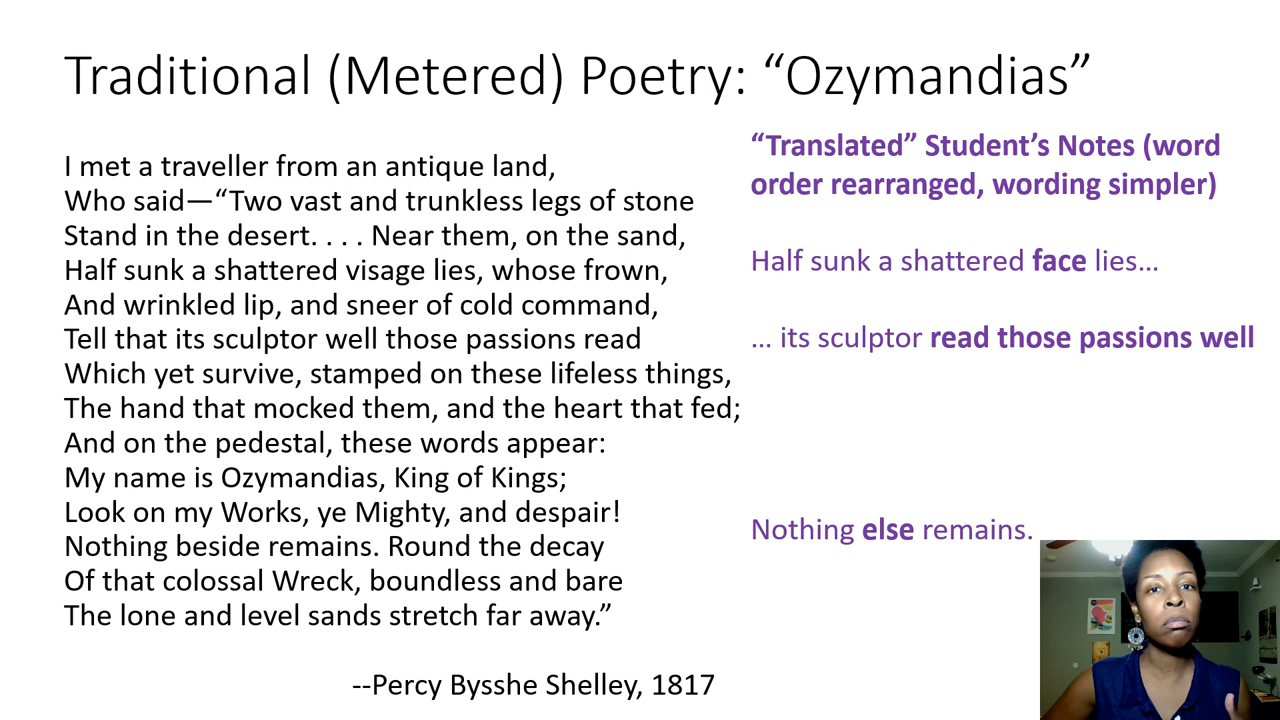 Traditional (Metered) Poetry: “Ozymandias”
I met a traveller from an antique land,
Who said—“Two vast and trunkless legs of stone
Stand in the desert. . . . Near them, on the sand,
Half sunk a shattered visage lies, whose frown,
And wrinkled lip, and sneer of cold command,
Tell that its sculptor well those passions read
Which yet survive, stamped on these lifeless things,
The hand that mocked them, and the heart that fed;
And on the pedestal, these words appear:
My name is Ozymandias, King of Kings;
Look on my Works, ye Mighty, and despair!
Nothing beside remains. Round the decay
Of that colossal Wreck, boundless and bare
The lone and level sands stretch far away.”
--Percy Bysshe Shelley, 1817
“Translated” Student’s Notes (word
order rearranged, wording simpler)
Half sunk a shattered face lies…
… its sculptor read those passions well
Nothing else remains.